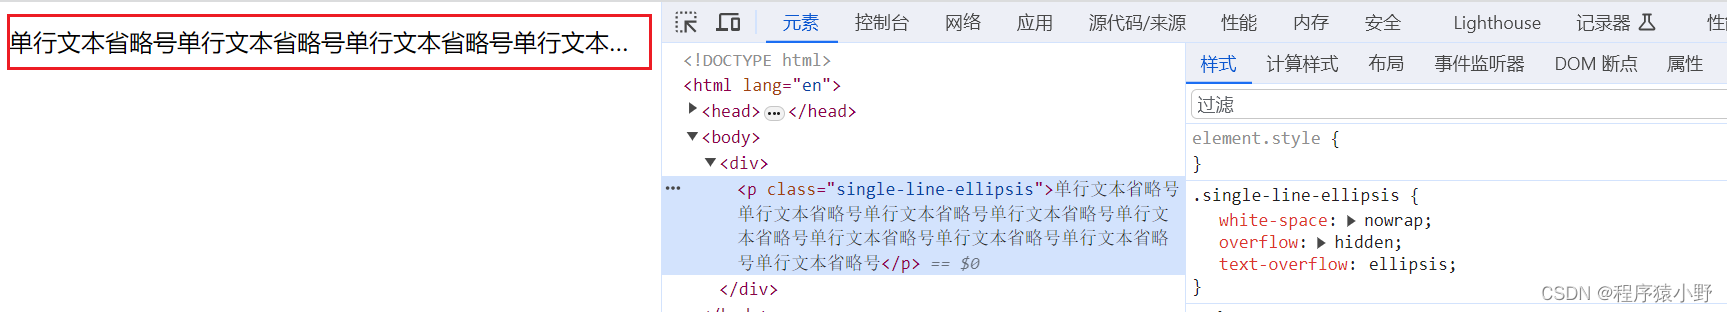 单行文本省略号单行文本省略号单行文本省略号单行文本...
元素 控制台 网络 应用 源代码/来源 性能 内存 安全 Lighthouse 记录器
<!DOCTYPE html>
<html lang="en">
<head> ••• </head>
<body>
<div>
••• <p class="single-line-ellipsis">单行文本省略号
单行文本省略号单行文本省略号单行文本省略号单行文
本省略号单行文本省略号单行文本省略号单行文本省略
号单行文本省略号</p> == $0
</div>
样式 计算样式 布局 事件监听器 DOM 断点 属性
过滤
element.style {
}
.single-line-ellipsis {
white-space: nowrap;
overflow: hidden;
text-overflow: ellipsis;
}
CSDN @程序猿小野